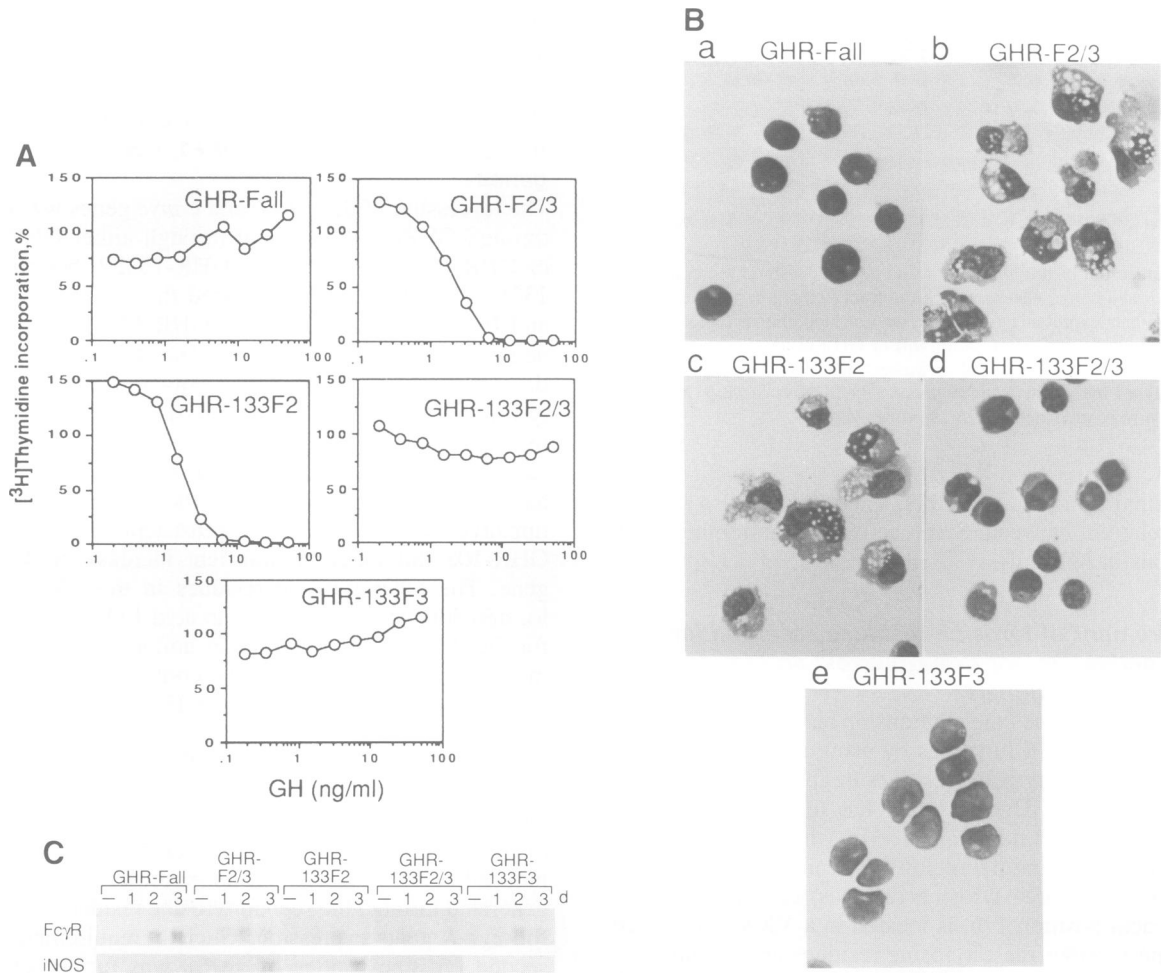 A
[³H]Thymidine incorporation,%
GHR-Fall
150
100
50
0
.1 1 10 100
GHR-F2/3
150
100
50
0
.1 1 10 100
GHR-133F2
150
100
50
0
.1 1 10 100
GHR-133F2/3
150
100
50
0
.1 1 10 100
GHR-133F3
150
100
50
0
.1 1 10 100
GH (ng/ml)
B
a GHR-Fall
b GHR-F2/3
c GHR-133F2
d GHR-133F2/3
e GHR-133F3
C
GHR-Fall
GHR-
F2/3
GHR-
133F2
GHR-
133F2/3
GHR-
133F3
– 1 2 3 – 1 2 3 – 1 2 3 – 1 2 3 – 1 2 3 d
FcγR
iNOS